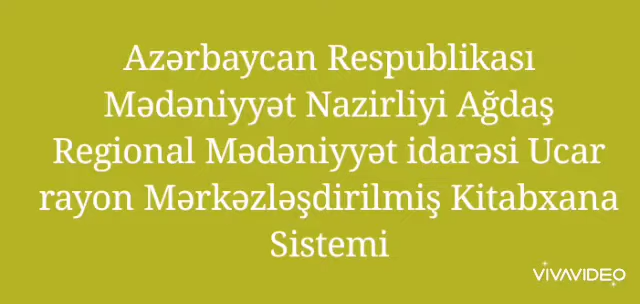 Azərbaycan Respublikası
Mədəniyyət Nazirliyi Ağdaş
Regional Mədəniyyət idarəsi Ucar
rayon Mərkəzləşdirilmiş Kitabxana
Sistemi
VIVAVIDEO